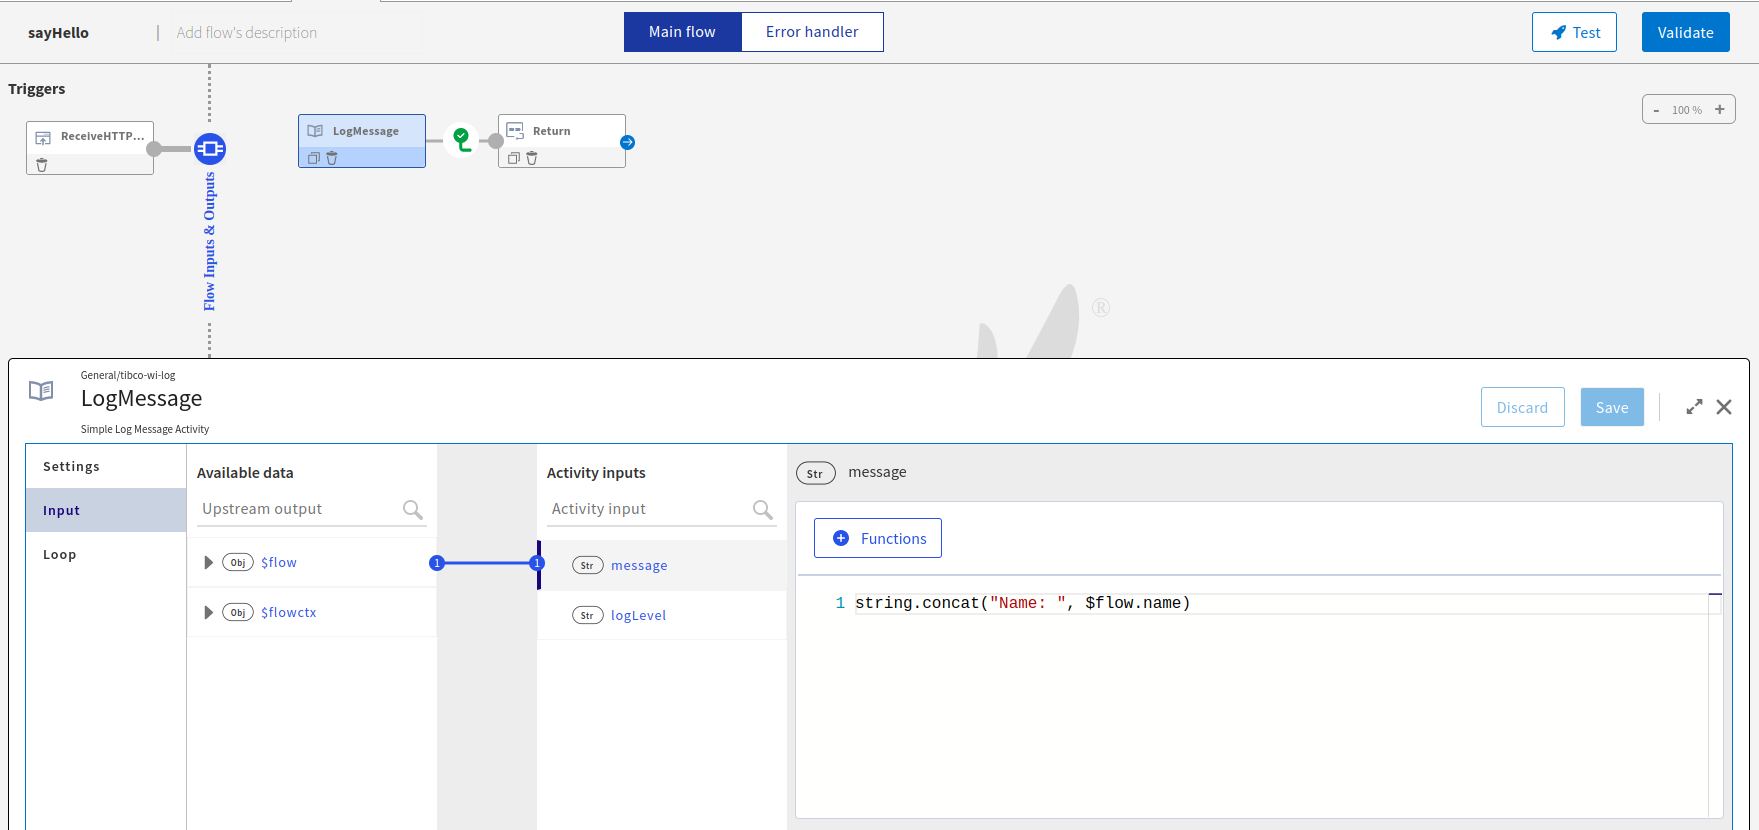 sayHello
Add flow's description
Main flow
Error handler
Test
Validate
Triggers
- 100 % +
ReceiveHTTP...
LogMessage
Return
Flow Inputs & Outputs
®
General/tibco-wi-log
LogMessage
Simple Log Message Activity
Discard
Save
Settings
Input
Loop
Available data
Upstream output
Obj $flow
Obj $flowctx
1
1
Activity inputs
Activity input
Str message
Str logLevel
Str message
Functions
1 string.concat("Name: ", $flow.name)